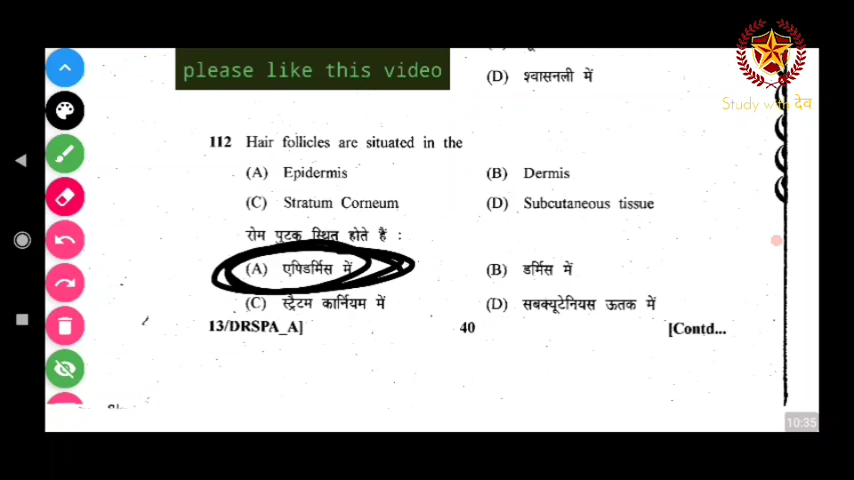 please like this video
(D) श्वासनली में
Study with देव
112 Hair follicles are situated in the
(A) Epidermis
(B) Dermis
(C) Stratum Corneum
(D) Subcutaneous tissue
रोम पुटक स्थित होते हैं :
(A) एपिडर्मिस में
(B) डर्मिस में
(C) स्ट्रैटम कार्नियम में
(D) सबक्यूटेनियस ऊतक में
13/DRSPA_A]
40
[Contd...
10:35